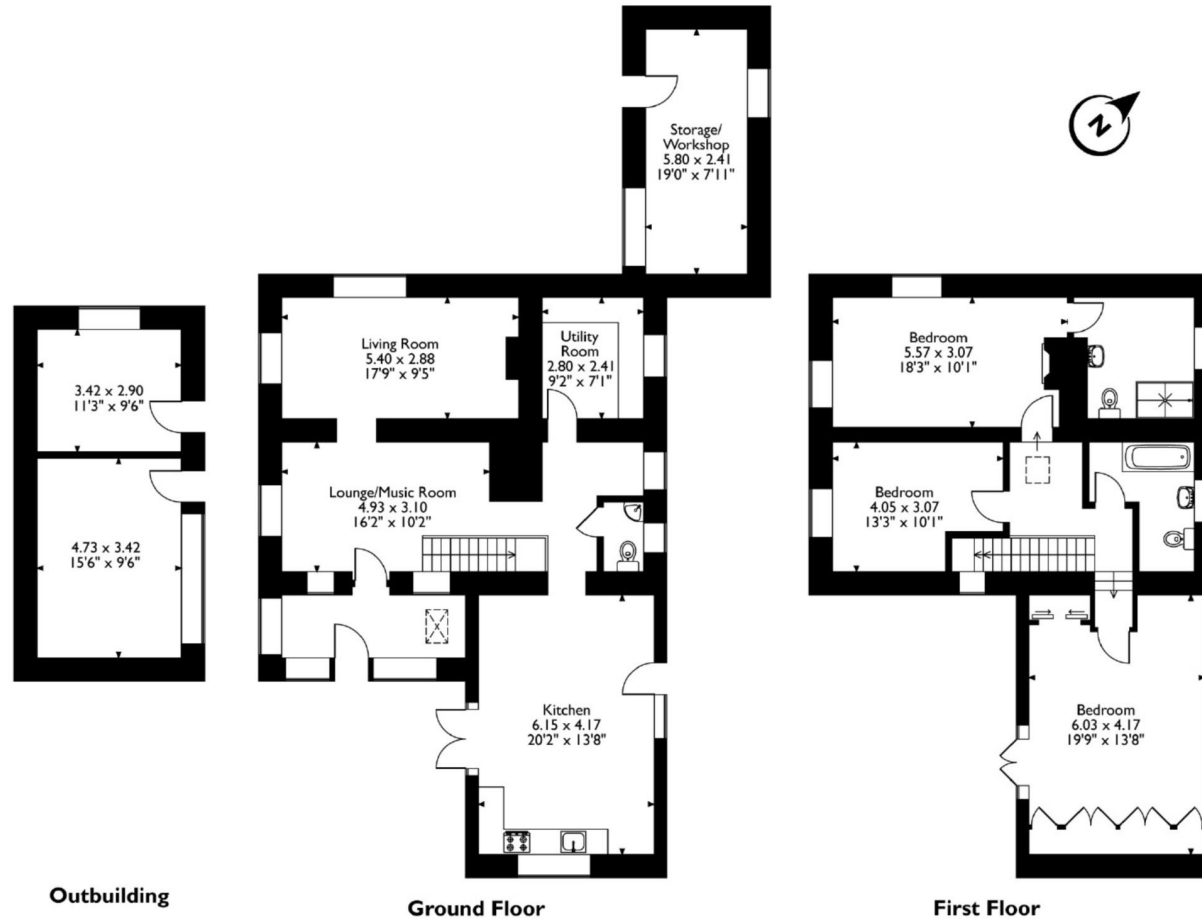 Storage/
Workshop
5.80 x 2.41
19'0" x 7'11"
N
Living Room
5.40 x 2.88
17'9" x 9'5"
Utility
Room
2.80 x 2.41
9'2" x 7'1"
Lounge/Music Room
4.93 x 3.10
16'2" x 10'2"
Kitchen
6.15 x 4.17
20'2" x 13'8"
3.42 x 2.90
11'3" x 9'6"
4.73 x 3.42
15'6" x 9'6"
Bedroom
5.57 x 3.07
18'3" x 10'1"
Bedroom
4.05 x 3.07
13'3" x 10'1"
Bedroom
6.03 x 4.17
19'9" x 13'8"
Outbuilding
Ground Floor
First Floor